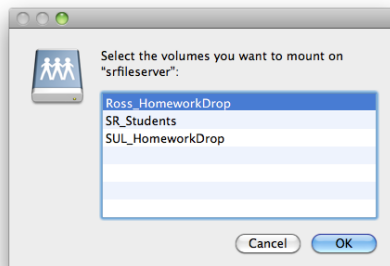 Select the volumes you want to mount on
"srfileserver":
Ross_HomeworkDrop
SR_Students
SUL_HomeworkDrop
Cancel
OK